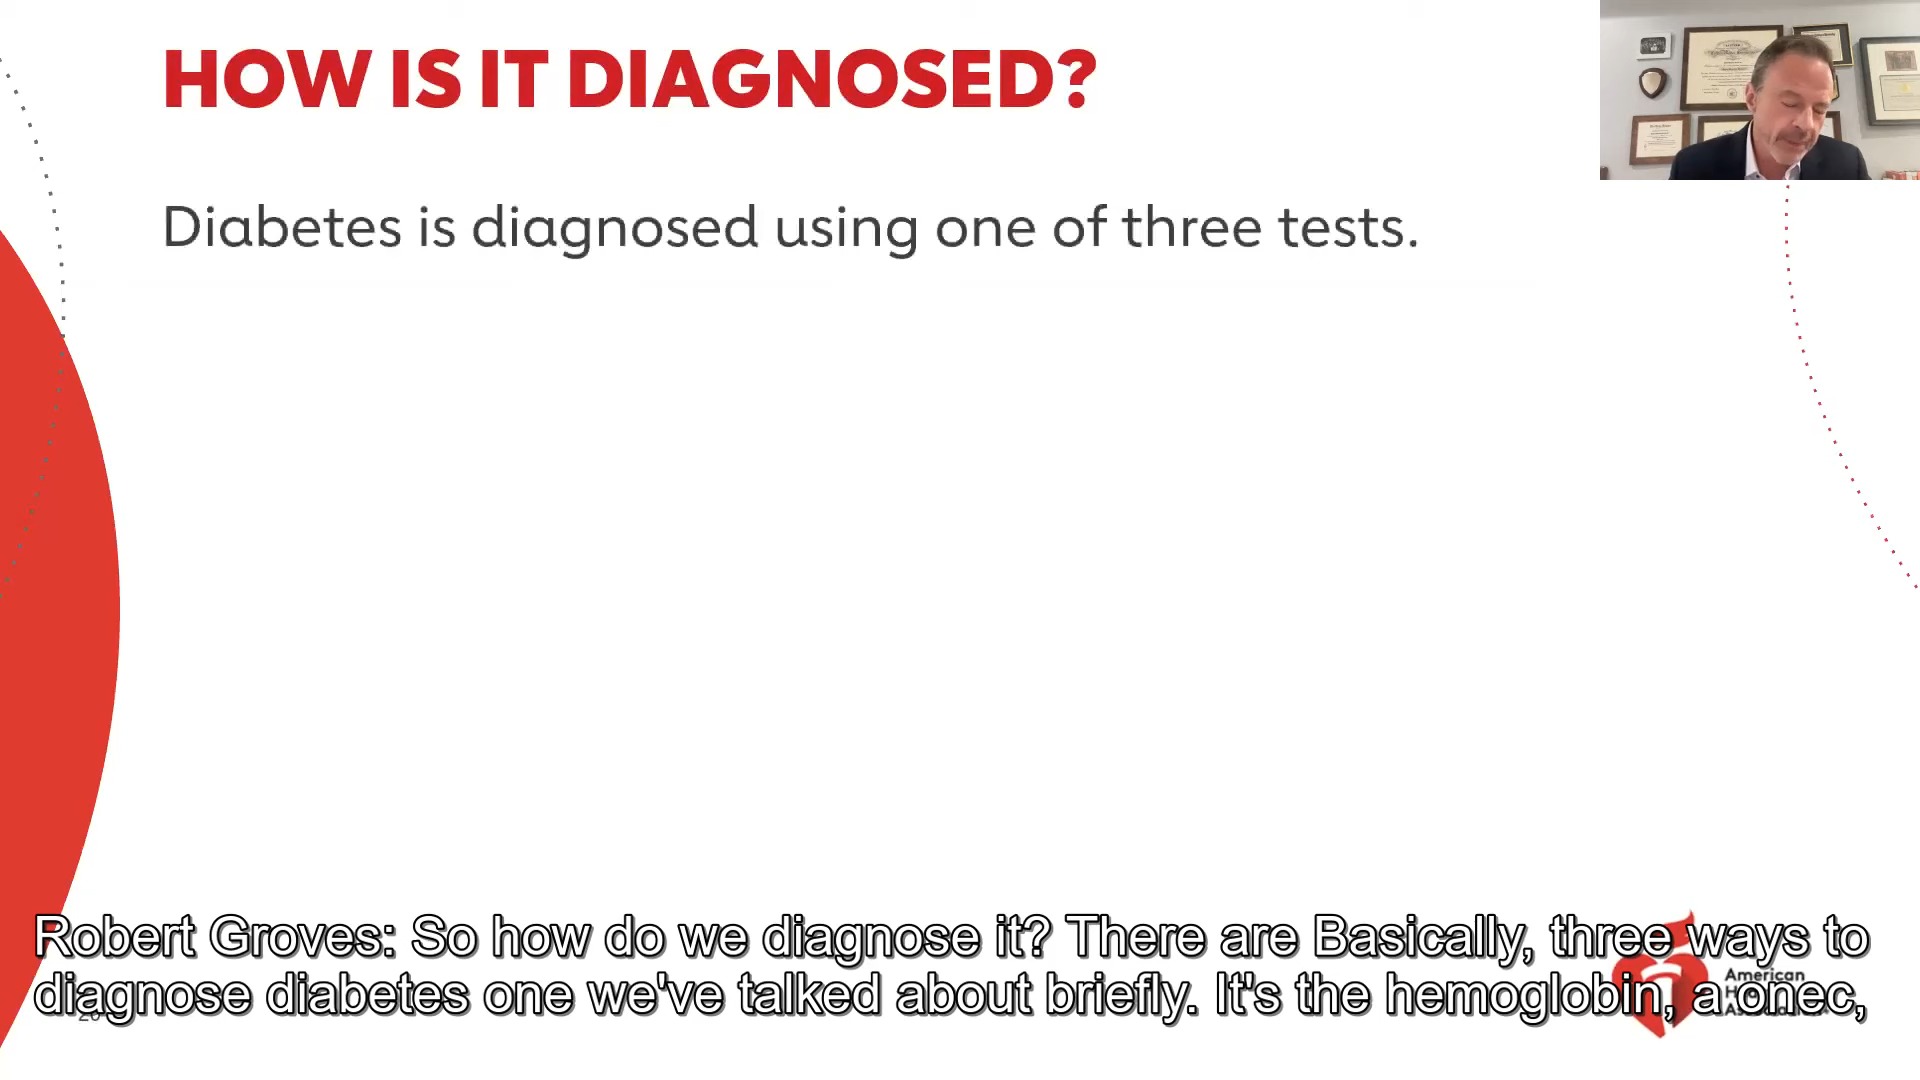 HOW IS IT DIAGNOSED?
Diabetes is diagnosed using one of three tests.
Robert Groves: So how do we diagnose it? There are Basically, three ways to
diagnose diabetes one we've talked about briefly. It's the hemoglobin, a onec,
American